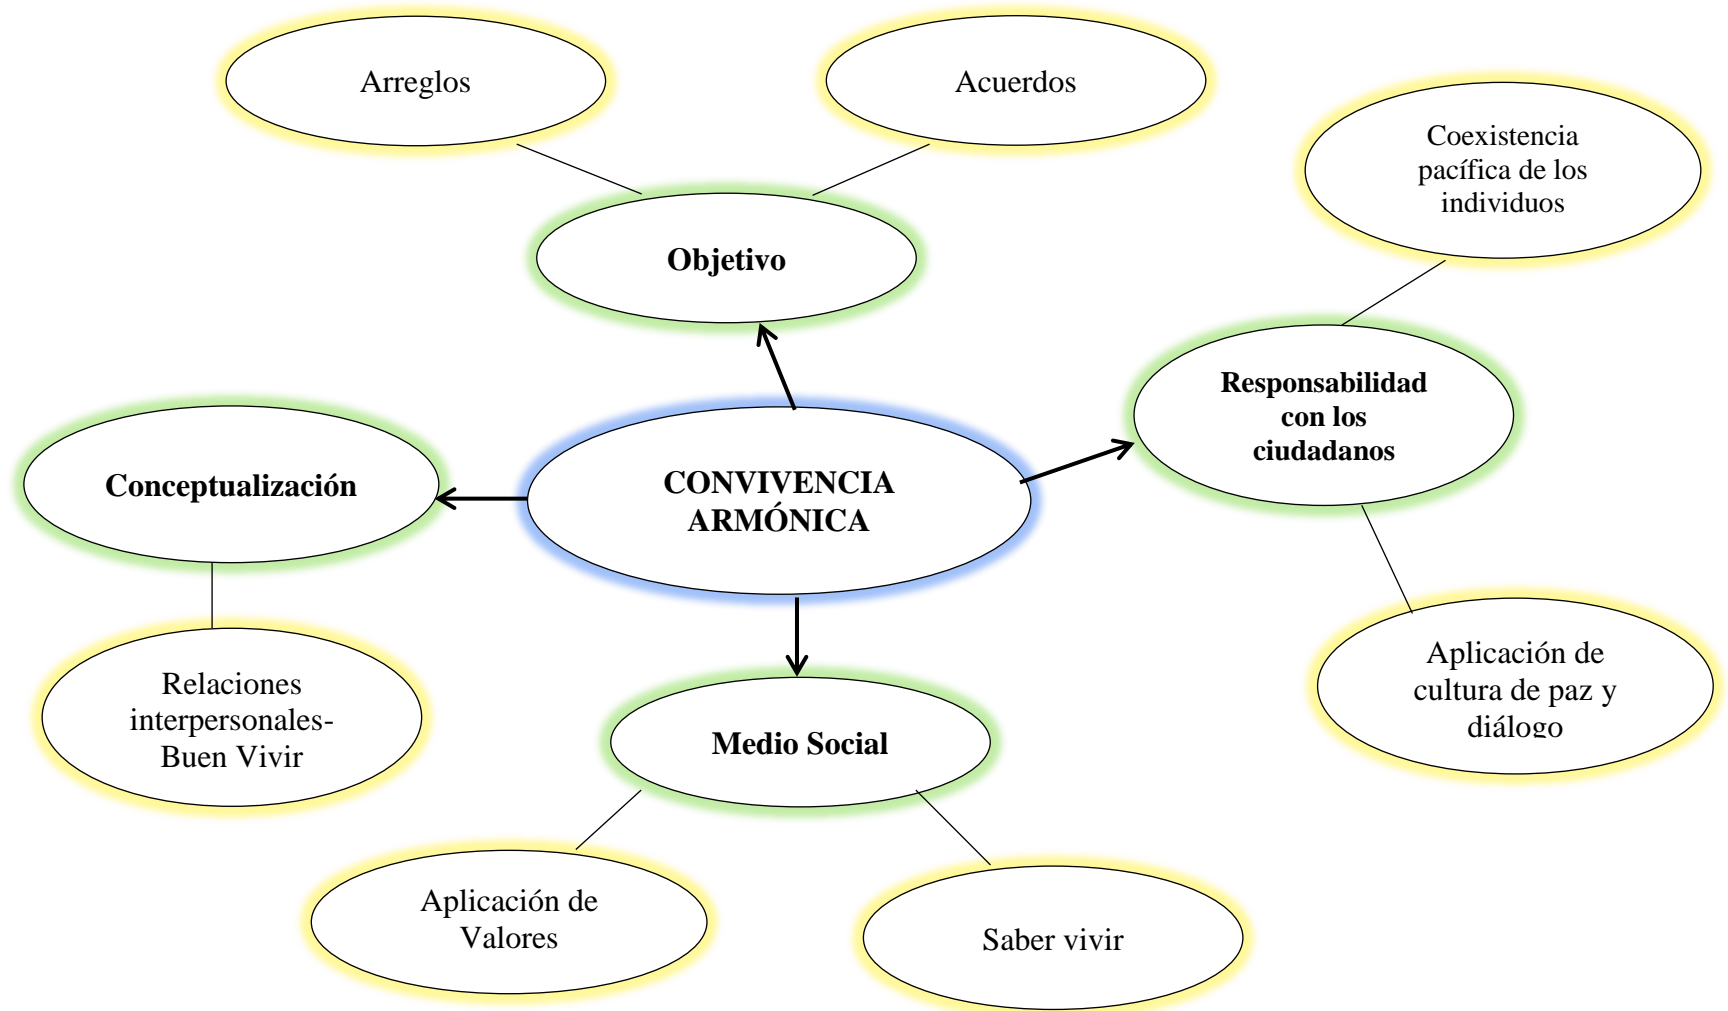 Arreglos
Acuerdos
Coexistencia
pacífica de los
individuos
Objetivo
Responsabilidad
con los
ciudadanos
Conceptualización
CONVIVENCIA
ARMÓNICA
Relaciones
interpersonales-
Buen Vivir
Medio Social
Aplicación de
cultura de paz y
diálogo
Aplicación de
Valores
Saber vivir